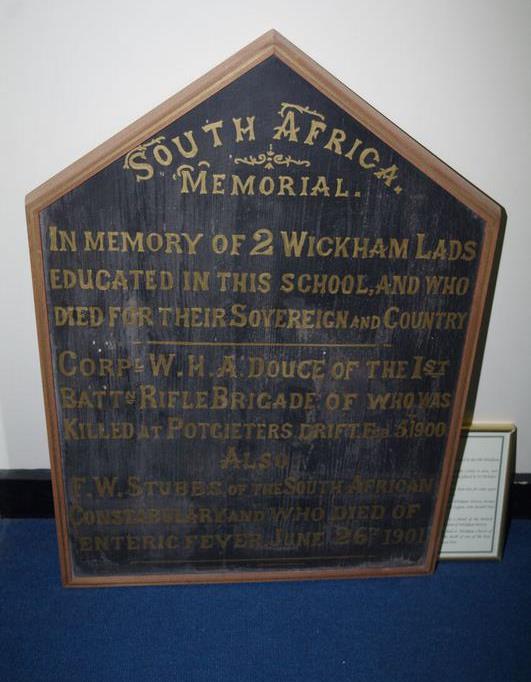 SOUTH AFRICA.
MEMORIAL.
IN MEMORY OF 2 WICKHAM LADS
EDUCATED IN THIS SCHOOL, AND WHO
DIED FOR THEIR SOVEREIGN AND COUNTRY
CORPL W. H. A. DOUCE OF THE 1ST
BATTN RIFLE BRIGADE OF WHO WAS
KILLED AT POTGIETERS DRIFT. FEB 5T 1900
ALSO
F. W. STUBBS OF THE SOUTH AFRICAN
CONSTABULARY AND WHO DIED OF
ENTERIC FEVER JUNE 26T 1901